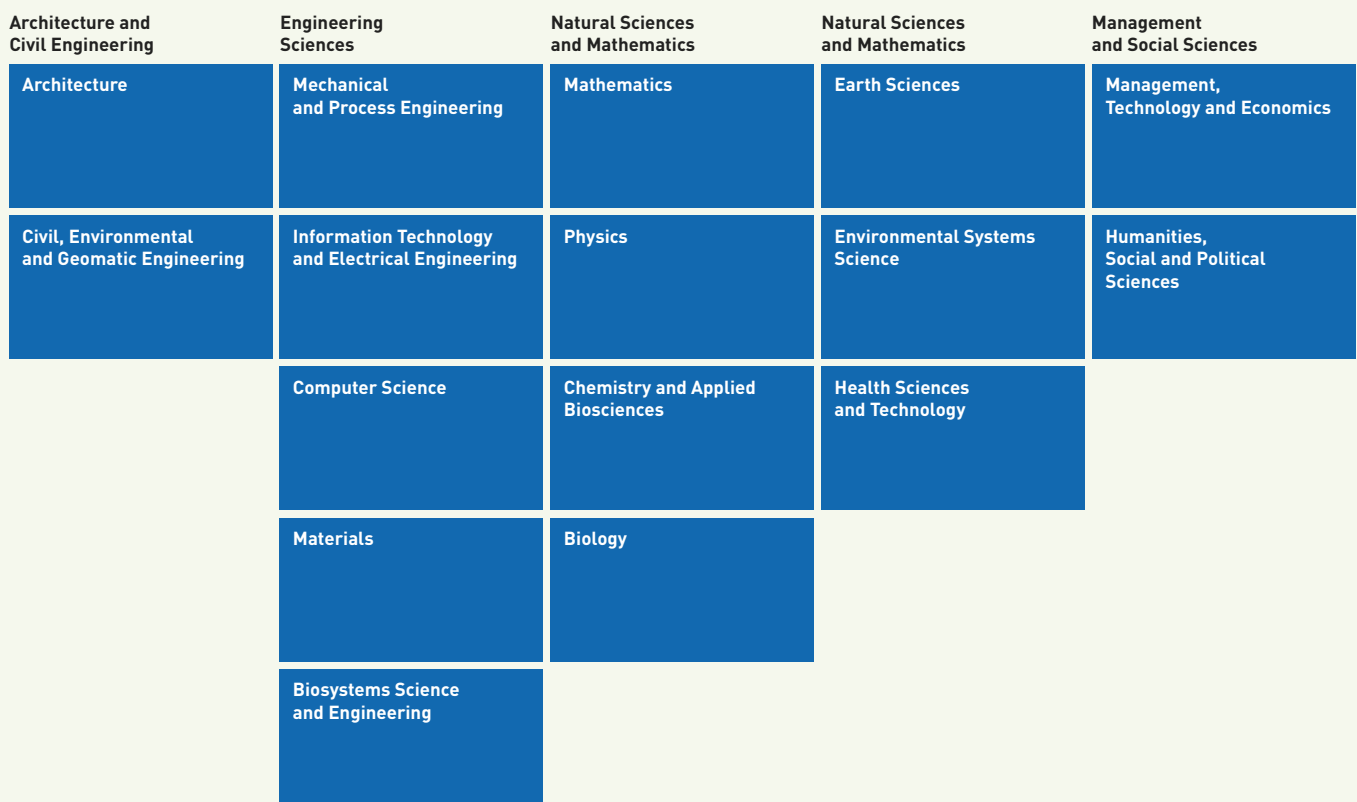 Architecture and
Civil Engineering
Architecture
Civil, Environmental
and Geomatic Engineering
Engineering
Sciences
Mechanical
and Process Engineering
Information Technology
and Electrical Engineering
Computer Science
Materials
Biosystems Science
and Engineering
Natural Sciences
and Mathematics
Mathematics
Physics
Chemistry and Applied
Biosciences
Biology
Natural Sciences
and Mathematics
Earth Sciences
Environmental Systems
Science
Health Sciences
and Technology
Management
and Social Sciences
Management,
Technology and Economics
Humanities,
Social and Political
Sciences